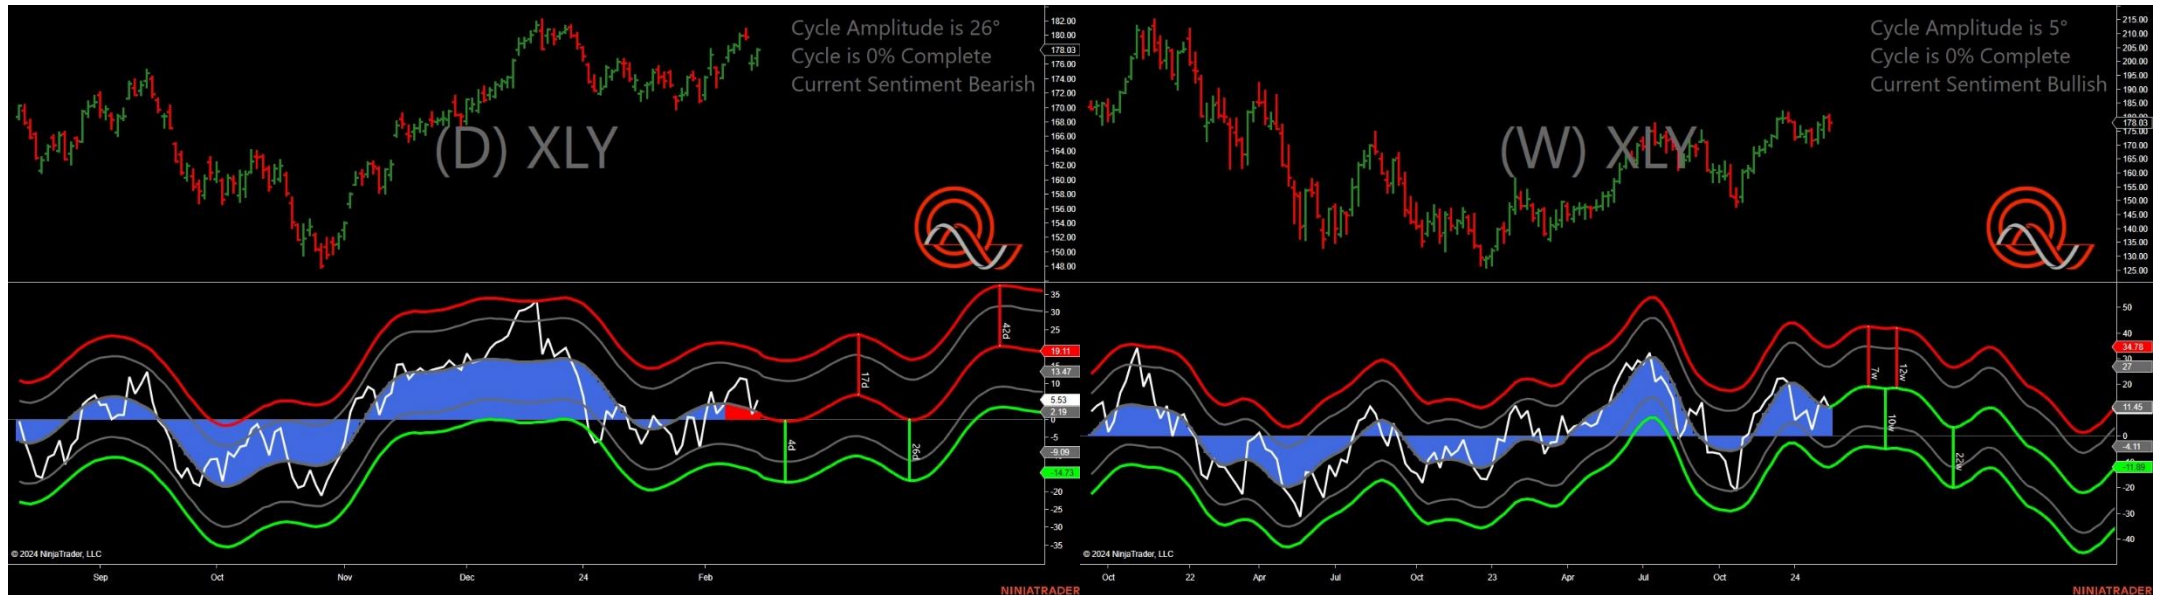 Cycle Amplitude is 26°
Cycle is 0% Complete
Current Sentiment Bearish
(D) XLY
182.00
180.00
178.03
176.00
174.00
172.00
170.00
168.00
166.00
164.00
162.00
160.00
158.00
156.00
154.00
152.00
150.00
148.00
35
30
25
19.11
13.47
10
5.53
2.19
0
-5
-9.09
-14.73
-20
-25
-30
-35
4d
17d
26d
42d
© 2024 NinjaTrader, LLC
Sep
Oct
Nov
Dec
24
Feb
NINJATRADER
Cycle Amplitude is 5°
Cycle is 0% Complete
Current Sentiment Bullish
(W) XLY
215.00
210.00
205.00
200.00
195.00
190.00
185.00
178.03
175.00
170.00
165.00
160.00
155.00
150.00
145.00
140.00
135.00
130.00
125.00
50
40
34.78
30
27
20
11.45
0
-4.11
-11.89
-20
-30
-40
7w
12w
10w
22w
© 2024 NinjaTrader, LLC
Oct
22
Apr
Jul
Oct
23
Apr
Jul
Oct
24
NINJATRADER